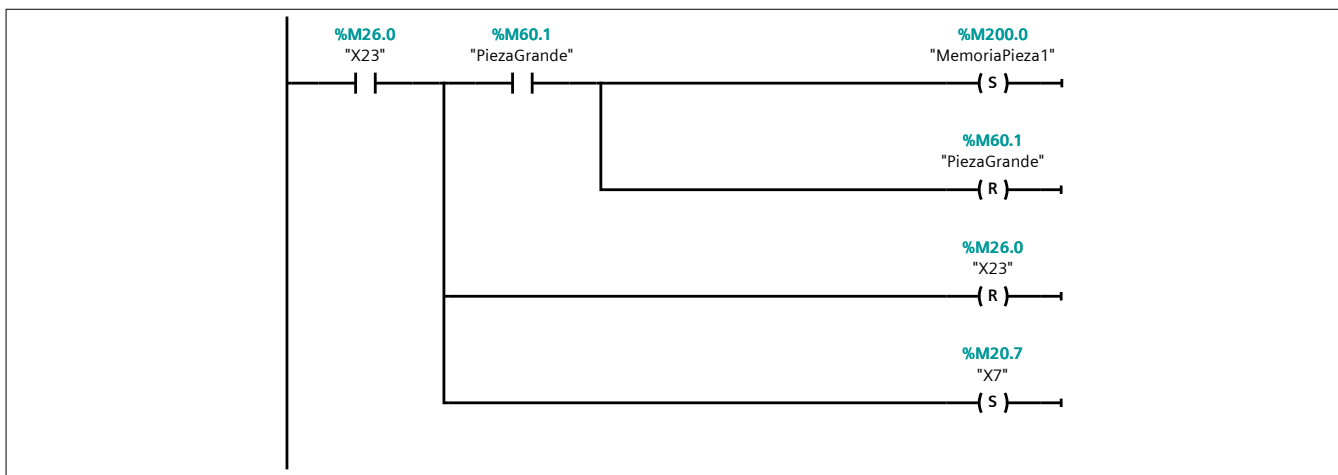 %M26.0
"X23"
%M60.1
"PiezaGrande"
%M200.0
"MemoriaPieza1"
S
%M60.1
"PiezaGrande"
R
%M26.0
"X23"
R
%M20.7
"X7"
S